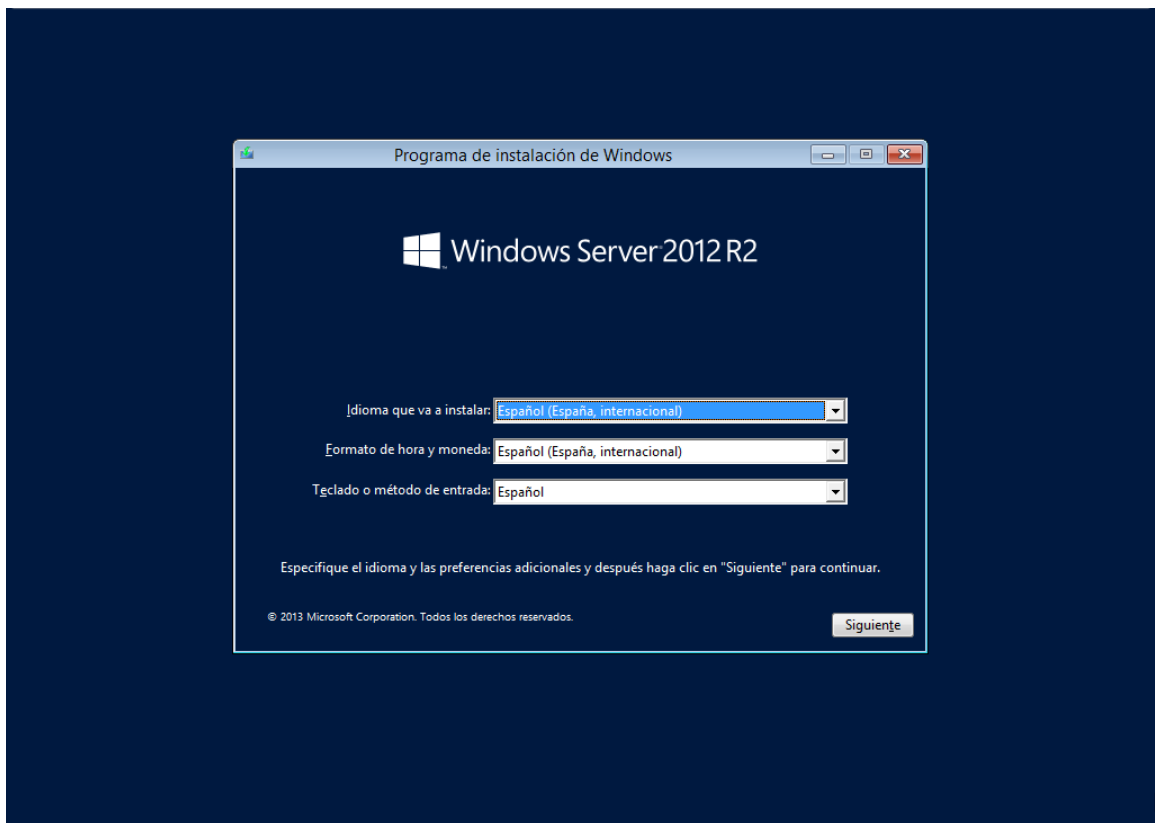 Programa de instalación de Windows
Windows Server 2012 R2
Idioma que va a instalar: Español (España, internacional)
Formato de hora y moneda: Español (España, internacional)
Teclado o método de entrada: Español
Especifique el idioma y las preferencias adicionales y después haga clic en "Siguiente" para continuar.
© 2013 Microsoft Corporation. Todos los derechos reservados.
Siguiente